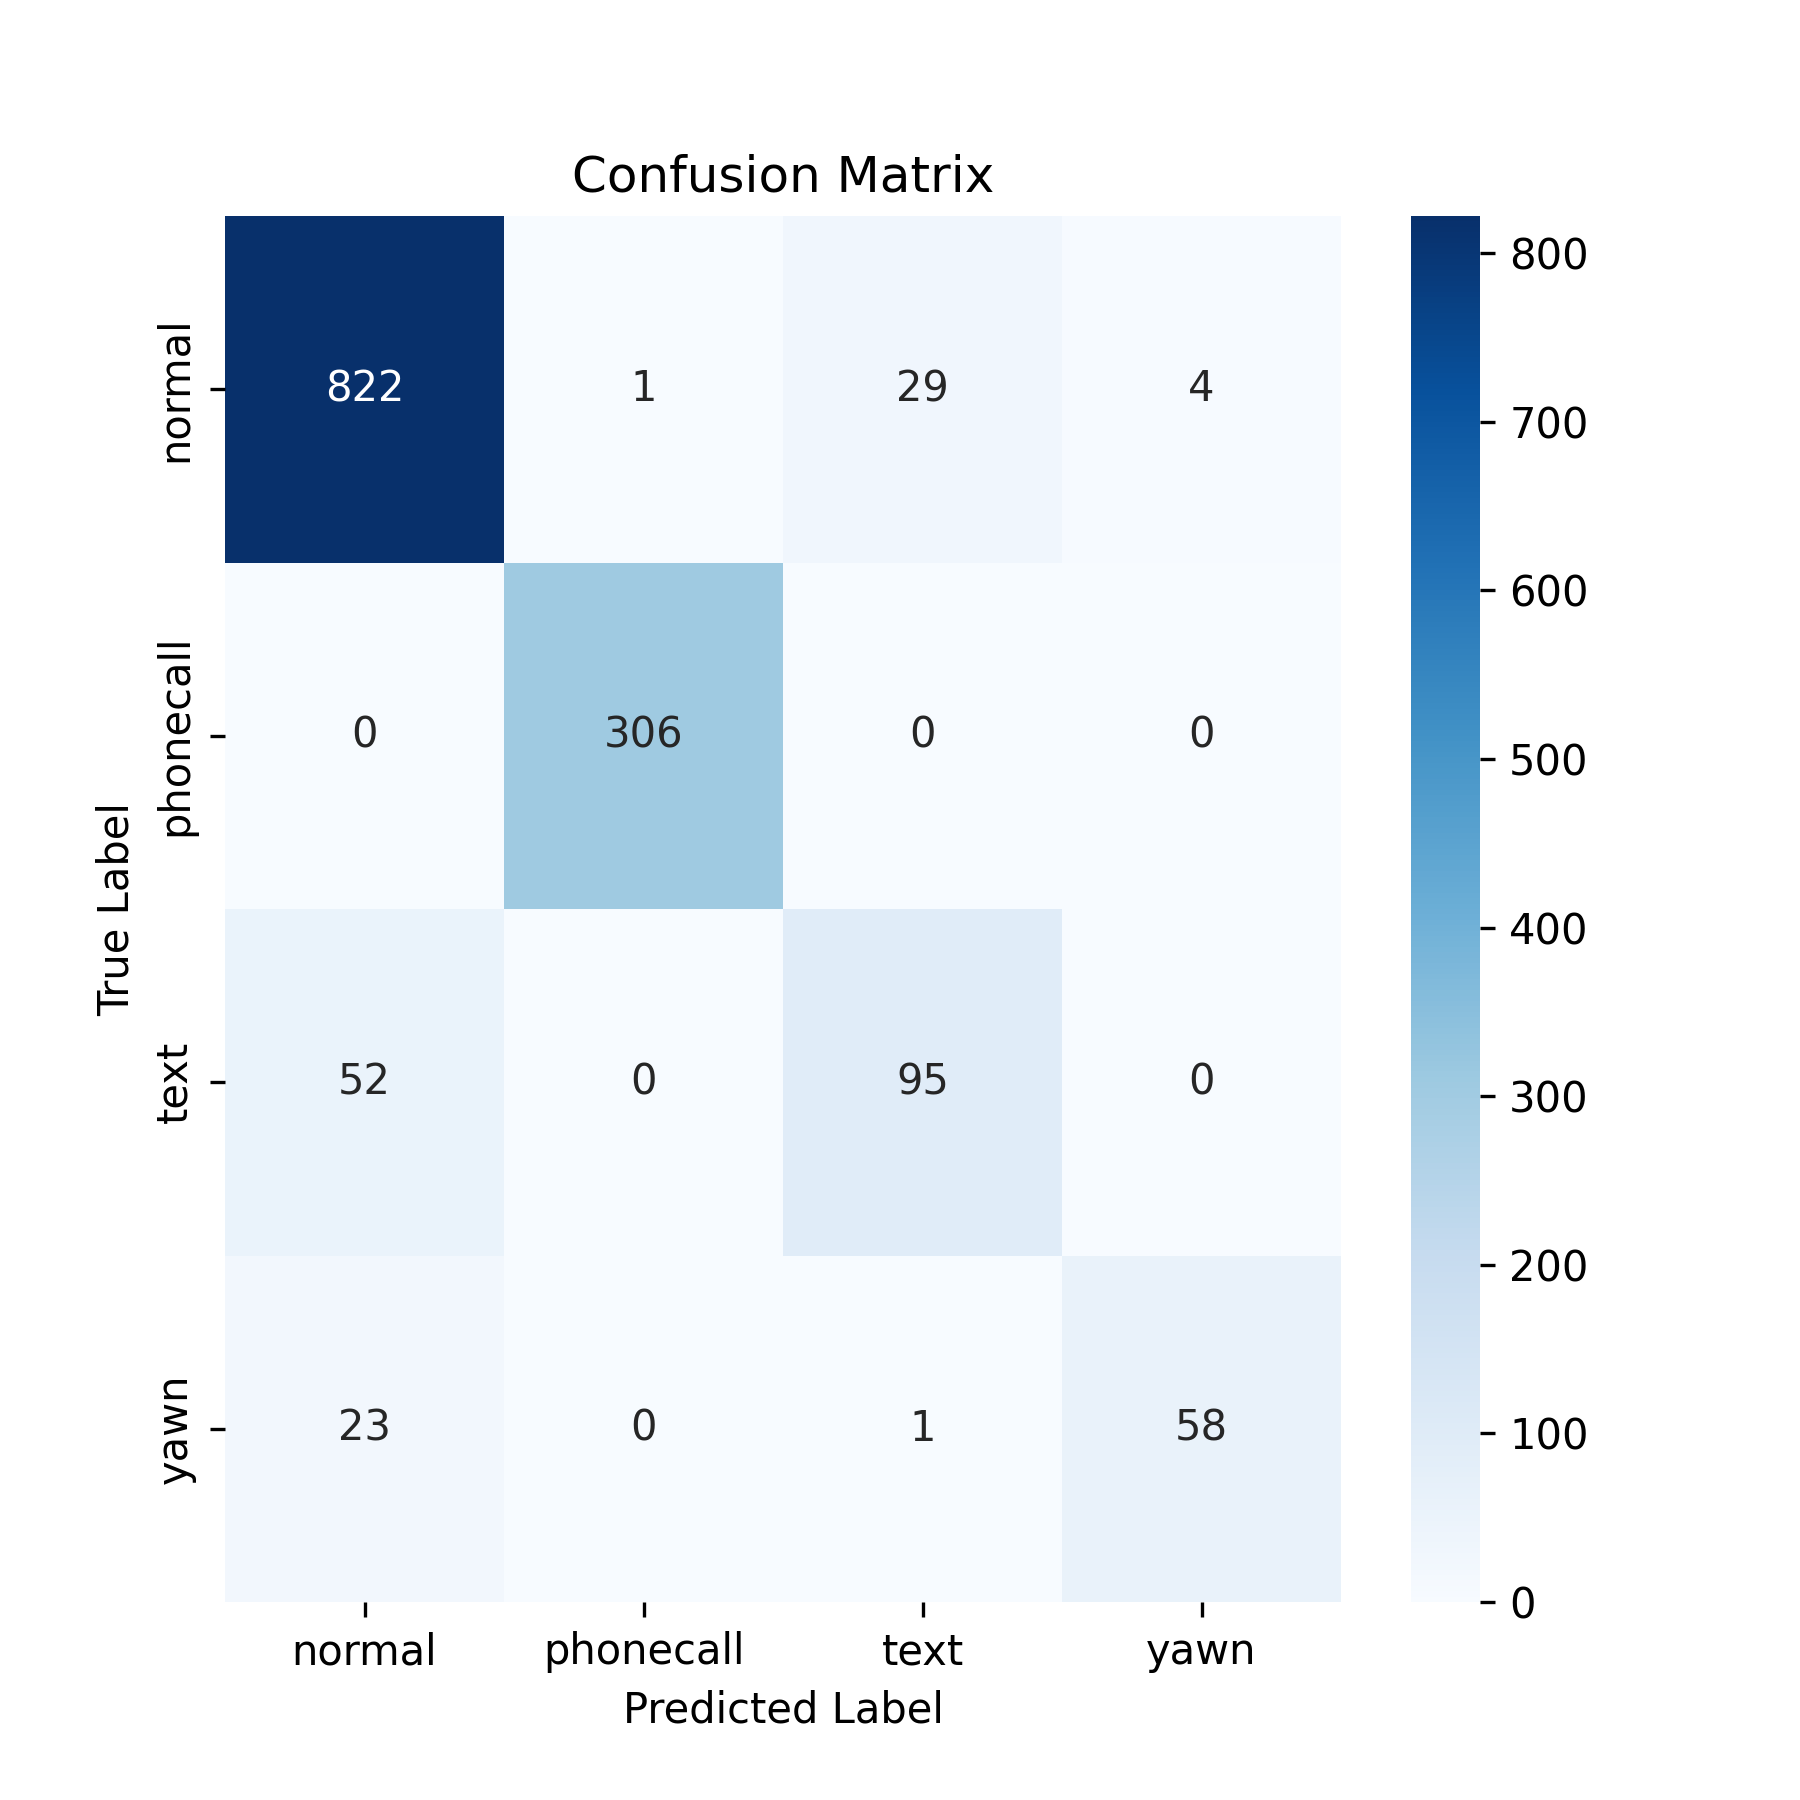 Confusion Matrix
True Label
normal
822 1 29 4
phonecall
0 306 0 0
text
52 0 95 0
yawn
23 0 1 58
normal phonecall text yawn
Predicted Label
800
700
600
500
400
300
200
100
0